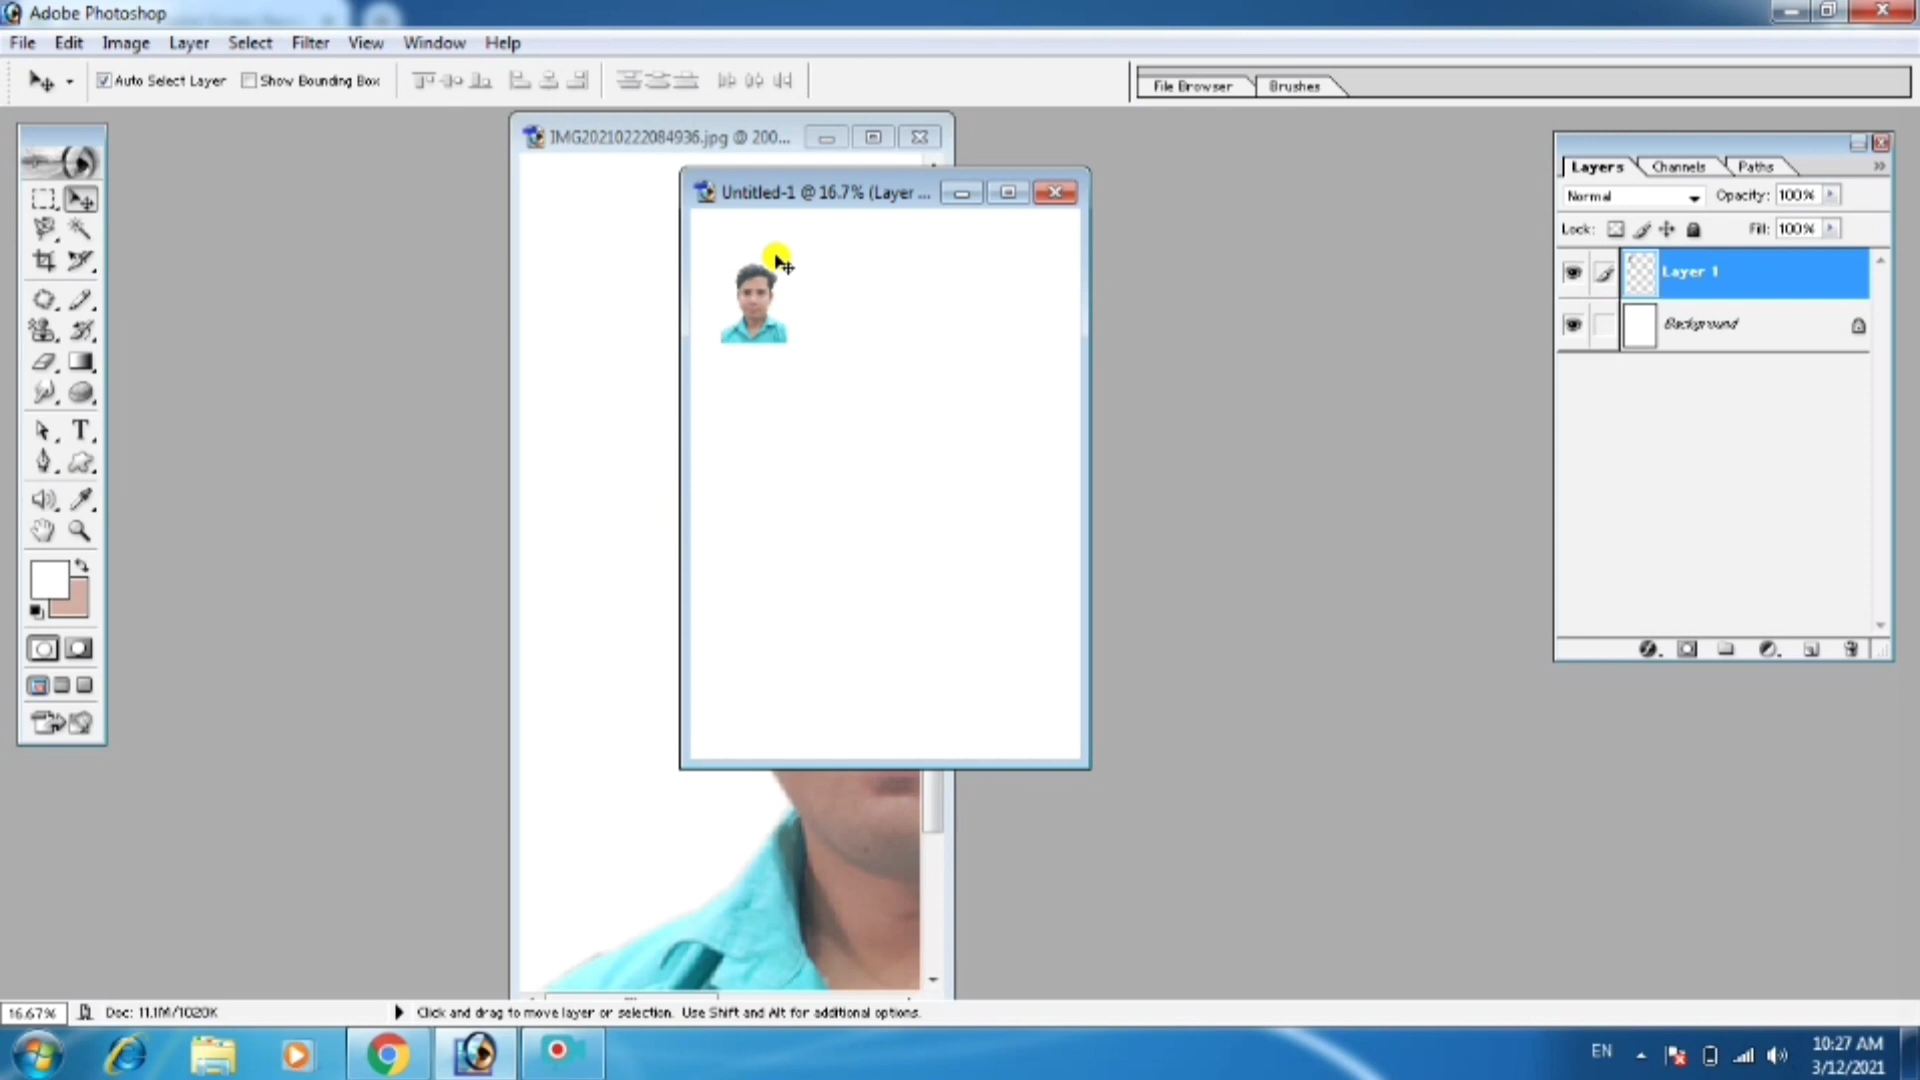 Adobe Photoshop
File Edit Image Layer Select Filter View Window Help
Auto Select Layer Show Bounding Box
File Browser Brushes
IMG20210222084936.jpg @ 200...
Untitled-1 @ 16.7% (Layer ...
Layers Channels Paths
Normal Opacity: 100%
Lock: Fill: 100%
Layer 1
Background
T
16.67% Doc: 11.1M/1020K Click and drag to move layer or selection. Use Shift and Alt for additional options.
EN
10:27 AM
3/12/2021